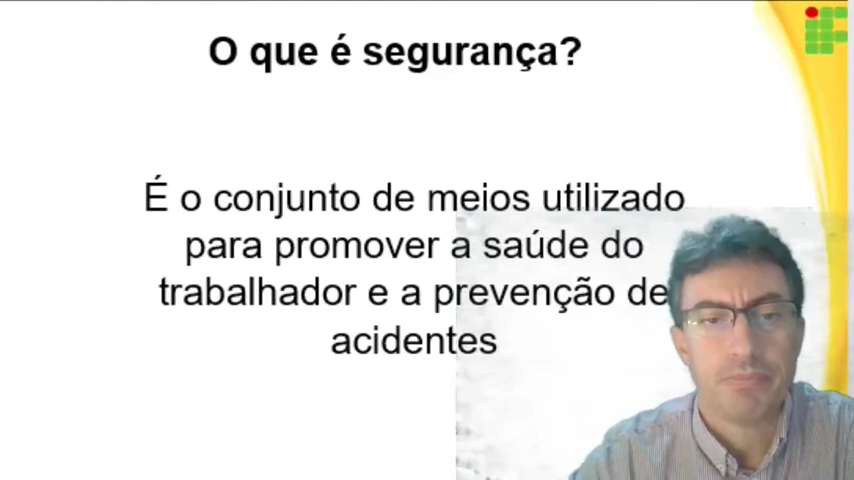 O que é segurança?
É o conjunto de meios utilizado
para promover a saúde do
trabalhador e a prevenção de
acidentes